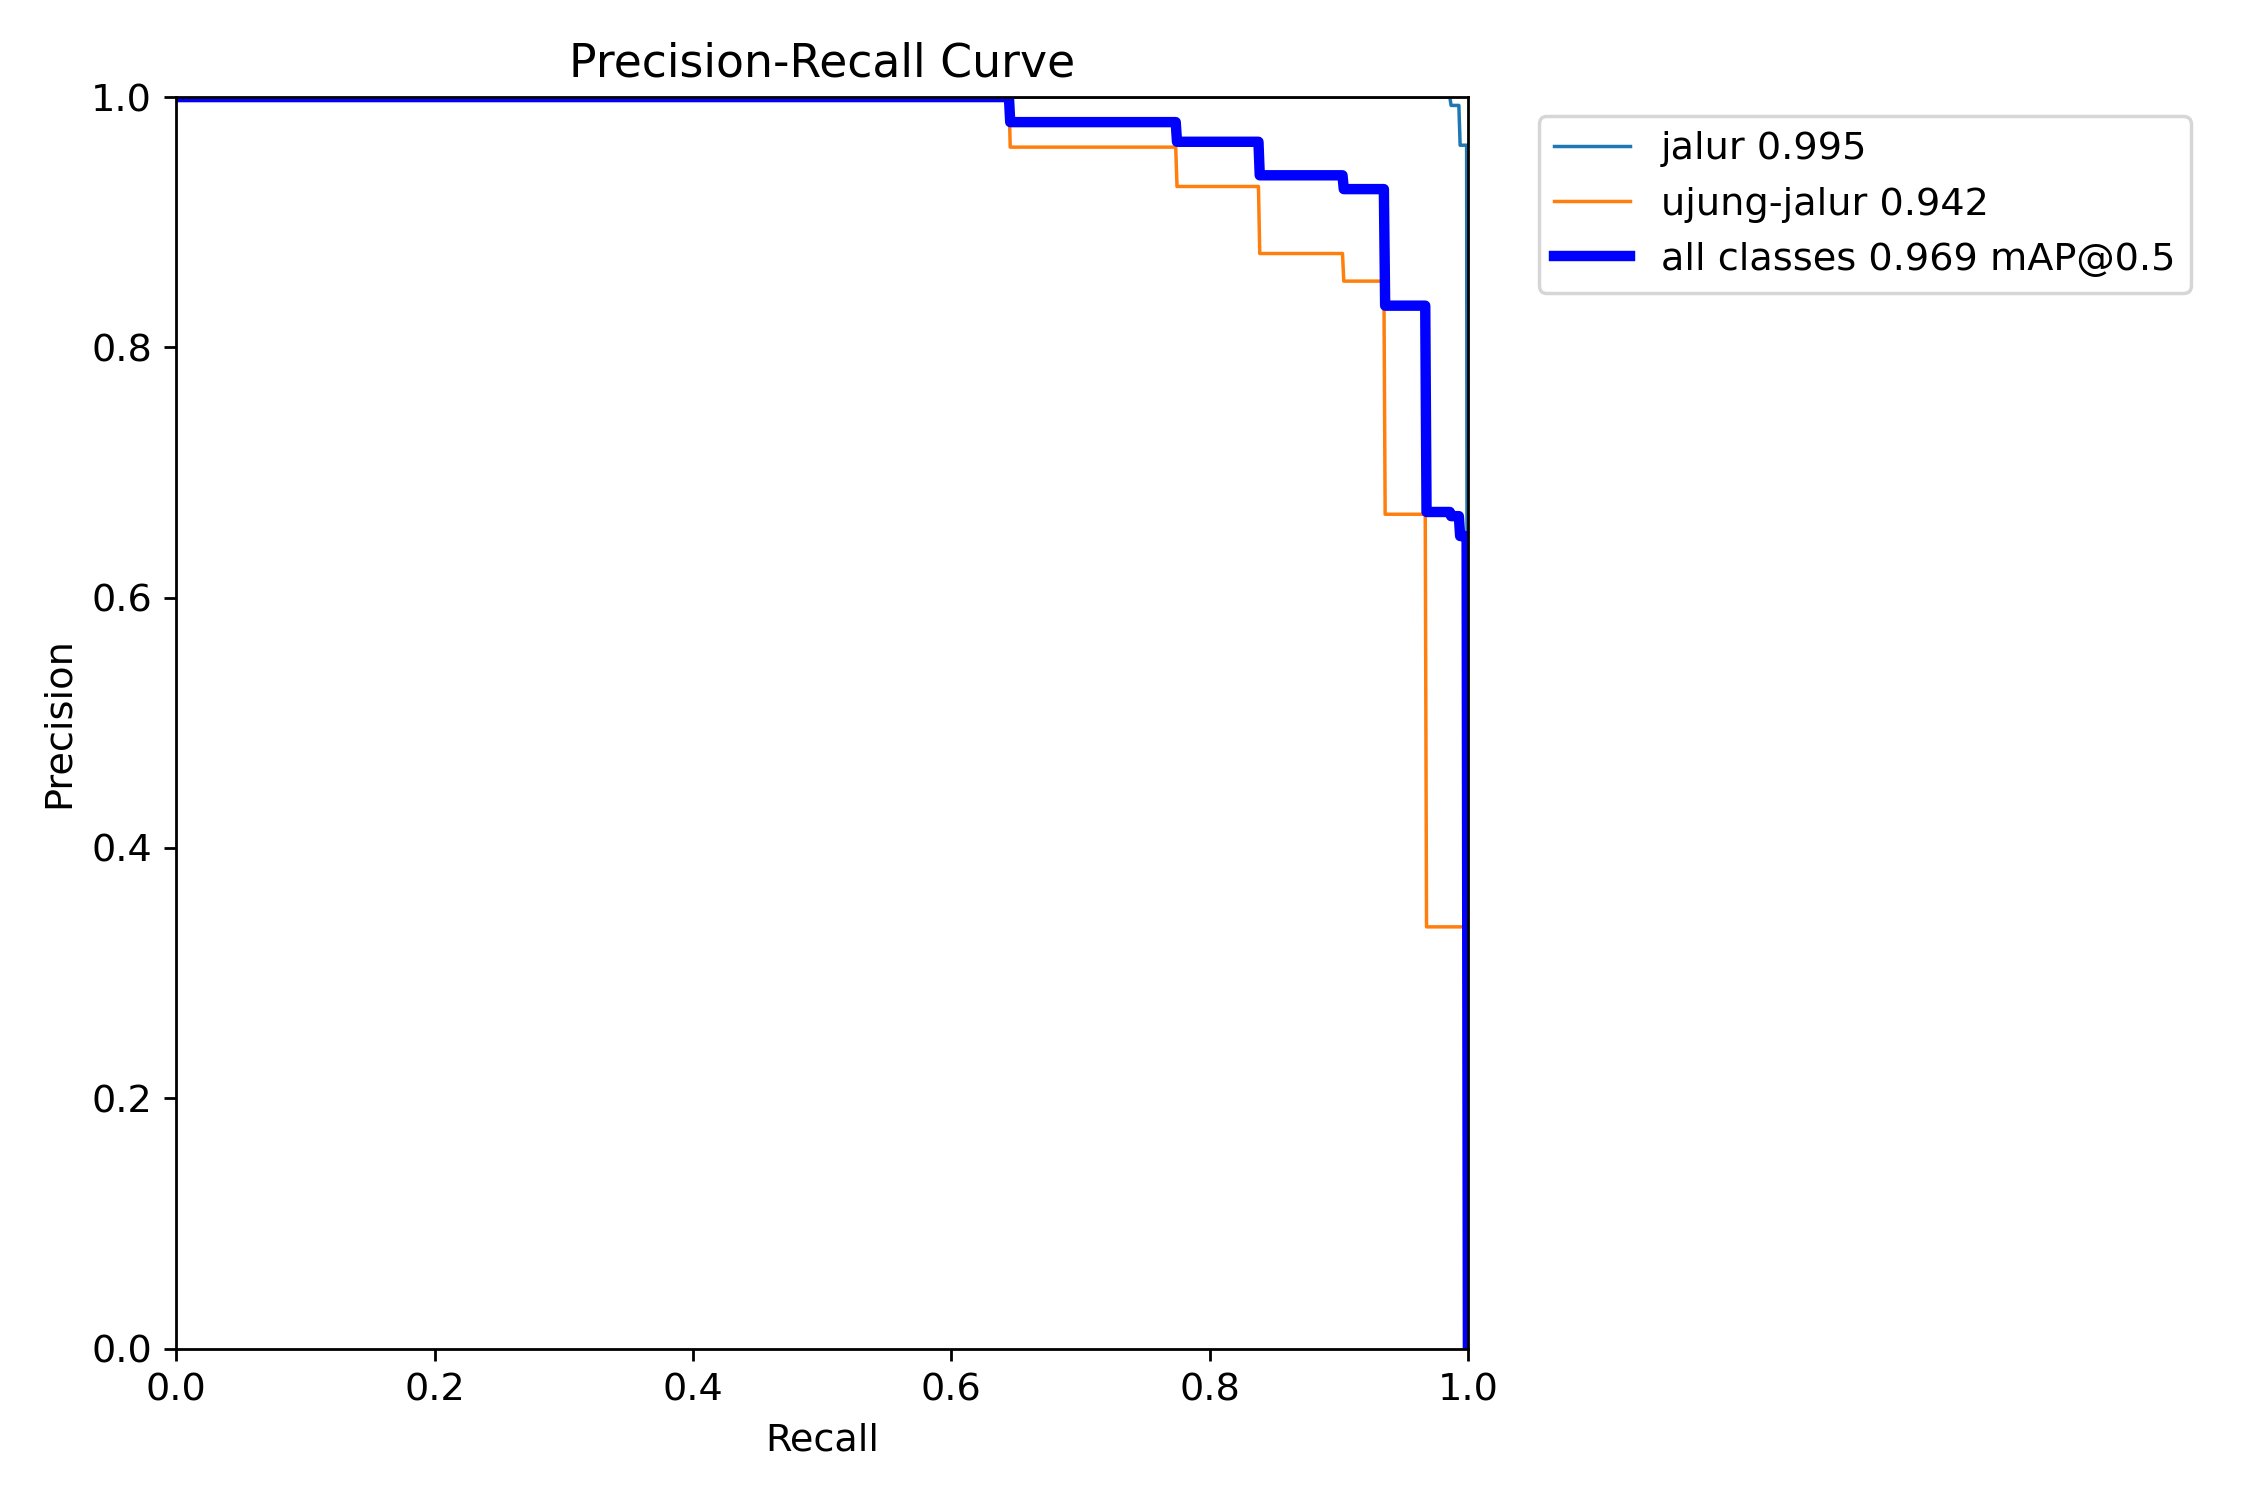 Precision-Recall Curve
1.0
0.8
0.6
0.4
0.2
0.0
Precision
0.0 0.2 0.4 0.6 0.8 1.0
Recall
jalur 0.995
ujung-jalur 0.942
all classes 0.969 mAP@0.5